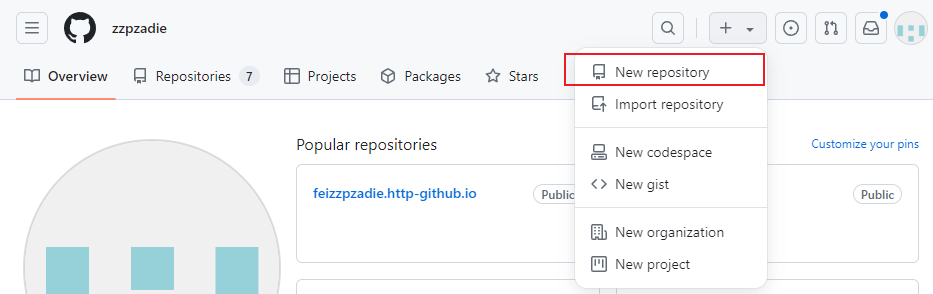 zzpzadie
Overview
Repositories 7
Projects
Packages
Stars
New repository
Import repository
New codespace
New gist
New organization
New project
Popular repositories
Customize your pins
feizzpzadie.http-github.io
Public
Public